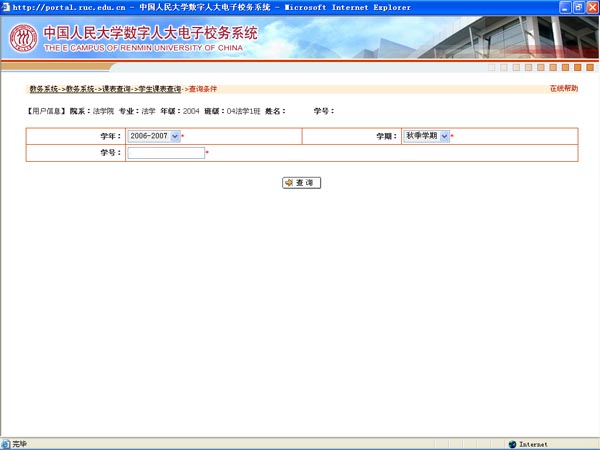 http://portal.ruc.edu.cn - 中国人民大学数字人大电子校务系统 - Microsoft Internet Explorer
中国人民大学数字人大电子校务系统
THE E CAMPUS OF RENMIN UNIVERSITY OF CHINA
教务系统->教务系统->课表查询->学生课表查询->查询条件 在线帮助
【用户信息】院系：法学院 专业：法学 年级：2004 班级：04法学1班 姓名： 学号：
学年： 2006-2007 * 学期： 秋季学期 *
学号： *
查 询
完毕 Internet